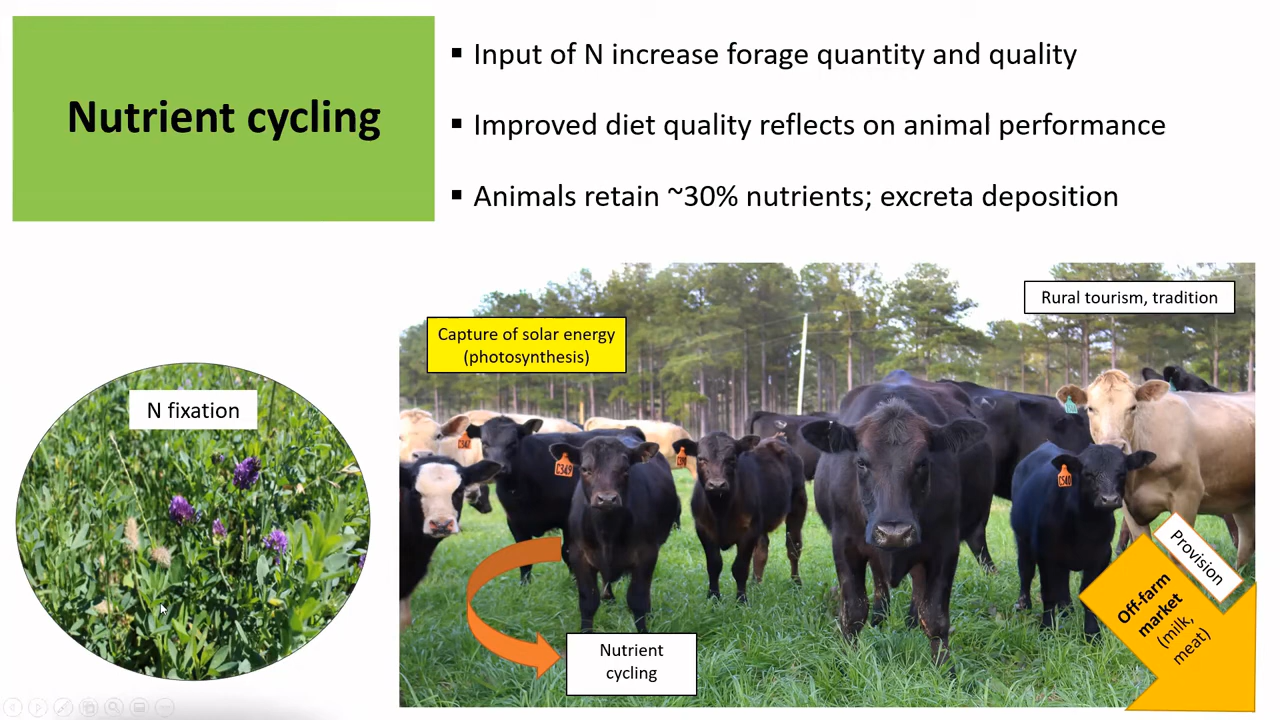 Nutrient cycling
▪ Input of N increase forage quantity and quality
▪ Improved diet quality reflects on animal performance
▪ Animals retain ~30% nutrients; excreta deposition
Rural tourism, tradition
Capture of solar energy
(photosynthesis)
N fixation
C349
Provision
Off-farm
market
(milk,
meat)
Nutrient
cycling